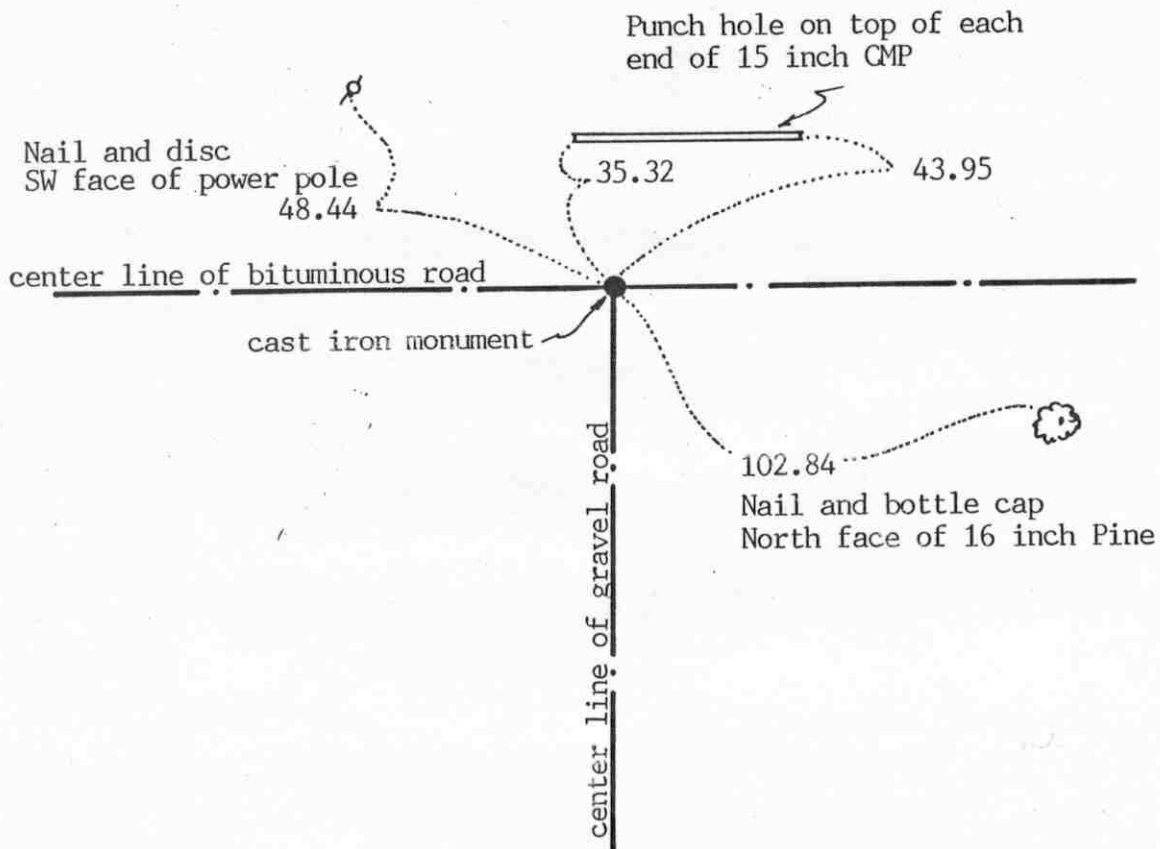 Punch hole on top of each
end of 15 inch CMP
Nail and disc
SW face of power pole
48.44
35.32
43.95
center line of bituminous road
cast iron monument
102.84
Nail and bottle cap
North face of 16 inch Pine
center line of gravel road